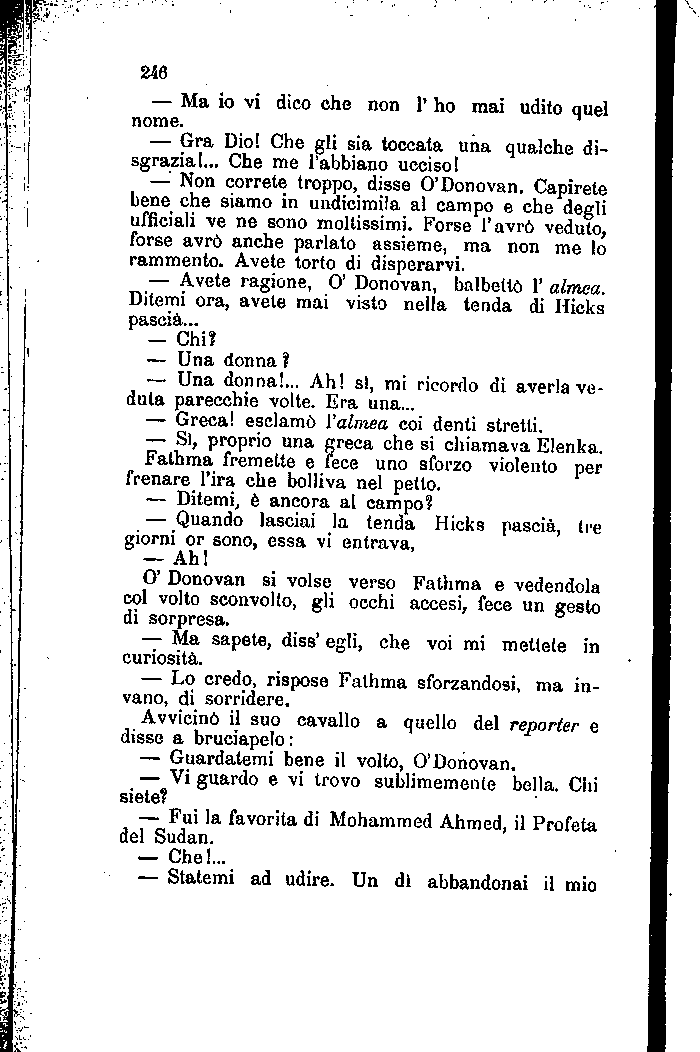 246
— Ma io vi dico che non l' ho mai udito quel
nome.
— Gra Dio! Che gli sia toccata una qualche di-
sgrazia!... Che me l'abbiano ucciso!
— Non correte troppo, disse O'Donovan. Capirete
bene che siamo in undicimila al campo e che degli
ufficiali ve ne sono moltissimi. Forse l'avrò veduto,
forse avrò anche parlato assieme, ma non me lo
rammento. Avete torto di disperarvi.
— Avete ragione, O' Donovan, balbettò l' almea.
Ditemi ora, avete mai visto nella tenda di Hicks
pascià...
— Chi?
— Una donna?
— Una donna!... Ah! sì, mi ricordo di averla ve-
duta parecchie volte. Era una...
— Greca! esclamò l'almea coi denti stretti.
— Sì, proprio una greca che si chiamava Elenka.
Fathma fremette e fece uno sforzo violento per
frenare l'ira che bolliva nel petto.
— Ditemi, è ancora al campo?
— Quando lasciai la tenda Hicks pascià, tre
giorni or sono, essa vi entrava,
— Ah!
O' Donovan si volse verso Fathma e vedendola
col volto sconvolto, gli occhi accesi, fece un gesto
di sorpresa.
— Ma sapete, diss' egli, che voi mi mettete in
curiosità.
— Lo credo, rispose Fathma sforzandosi, ma in-
vano, di sorridere.
Avvicinò il suo cavallo a quello del reporter e
disse a bruciapelo:
— Guardatemi bene il volto, O'Donovan.
— Vi guardo e vi trovo sublimemente bella. Chi
siete?
— Fui la favorita di Mohammed Ahmed, il Profeta
del Sudan.
— Che!...
— Statemi ad udire. Un dì abbandonai il mio